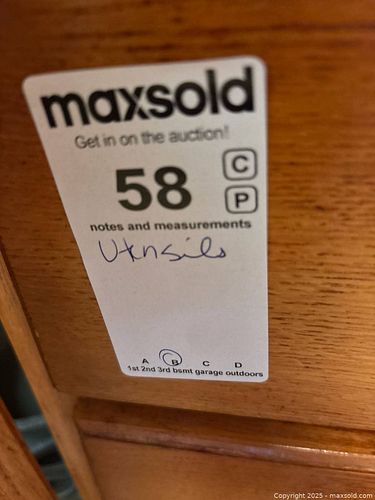 maxsold
Get in on the auction!
58
C
P
notes and measurements
Utensils
A B C D
1st 2nd 3rd bsmt garage outdoors
Copyright 2025 - maxsold.com